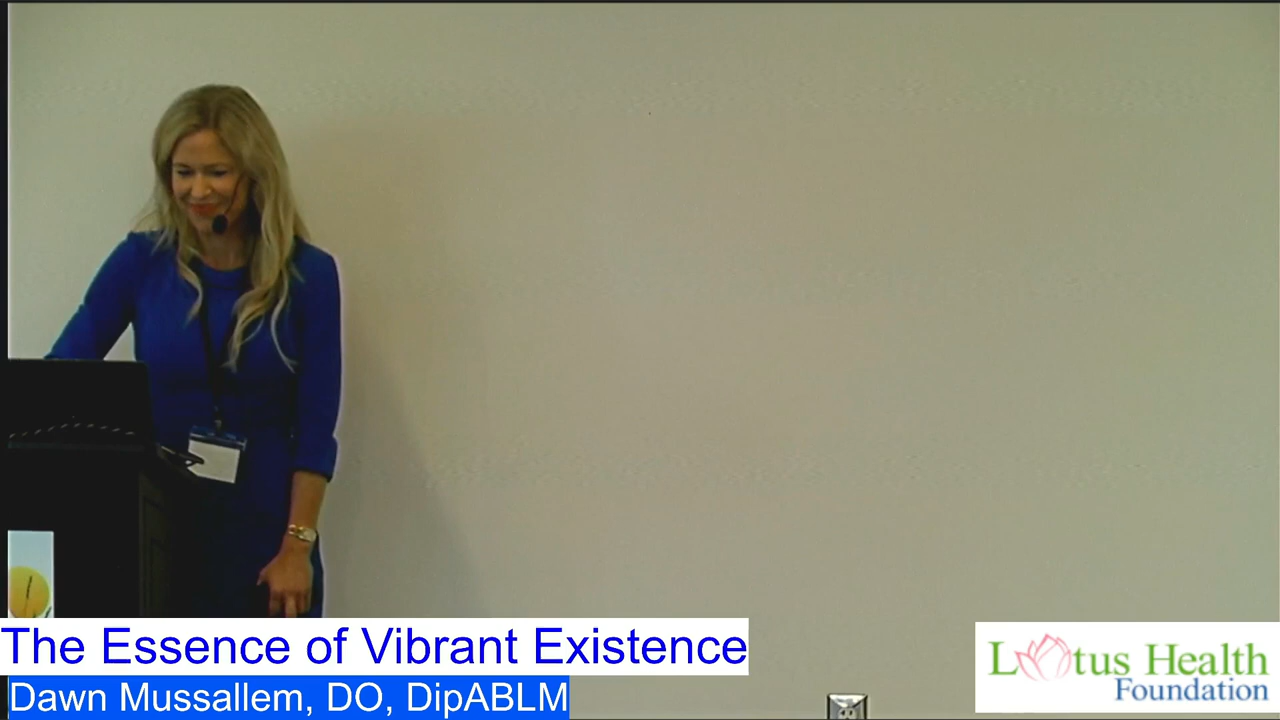 The Essence of Vibrant Existence
Dawn Mussallem, DO, DipABLM
Lotus Health
Foundation